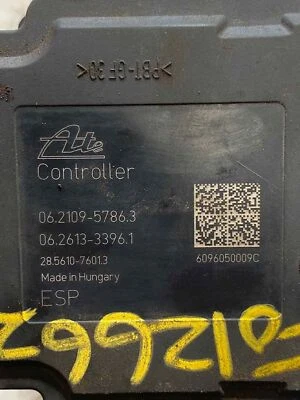 >PBT-GF30<
Ate
Controller
06.2109-5786.3
06.2613-3396.1
28.5610-7601.3
Made in Hungary
6096050009C
ESP